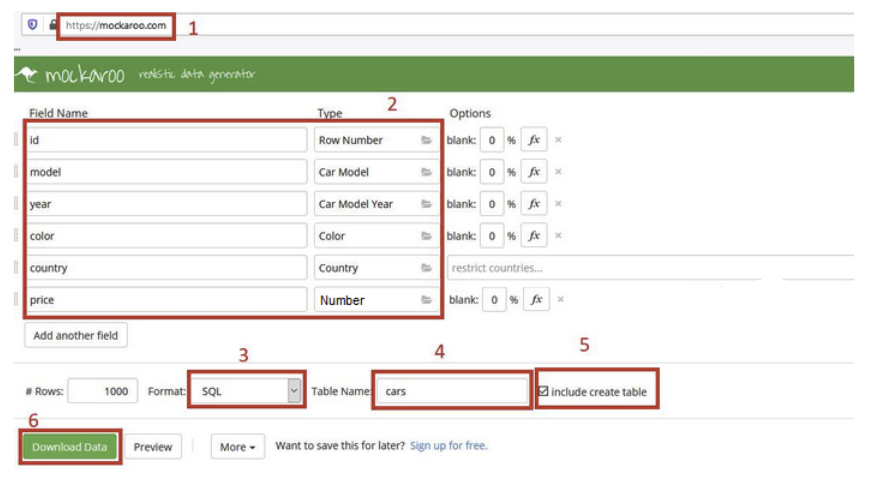 https://mockaroo.com 1
...
mockaroo realistic data generator
Field Name Type 2 Options
id Row Number blank: 0 % fx ×
model Car Model blank: 0 % fx ×
year Car Model Year blank: 0 % fx ×
color Color blank: 0 % fx ×
country Country restrict countries...
price Number blank: 0 % fx ×
Add another field
3 4 5
# Rows: 1000 Format: SQL Table Name: cars include create table
6
Download Data Preview More Want to save this for later? Sign up for free.